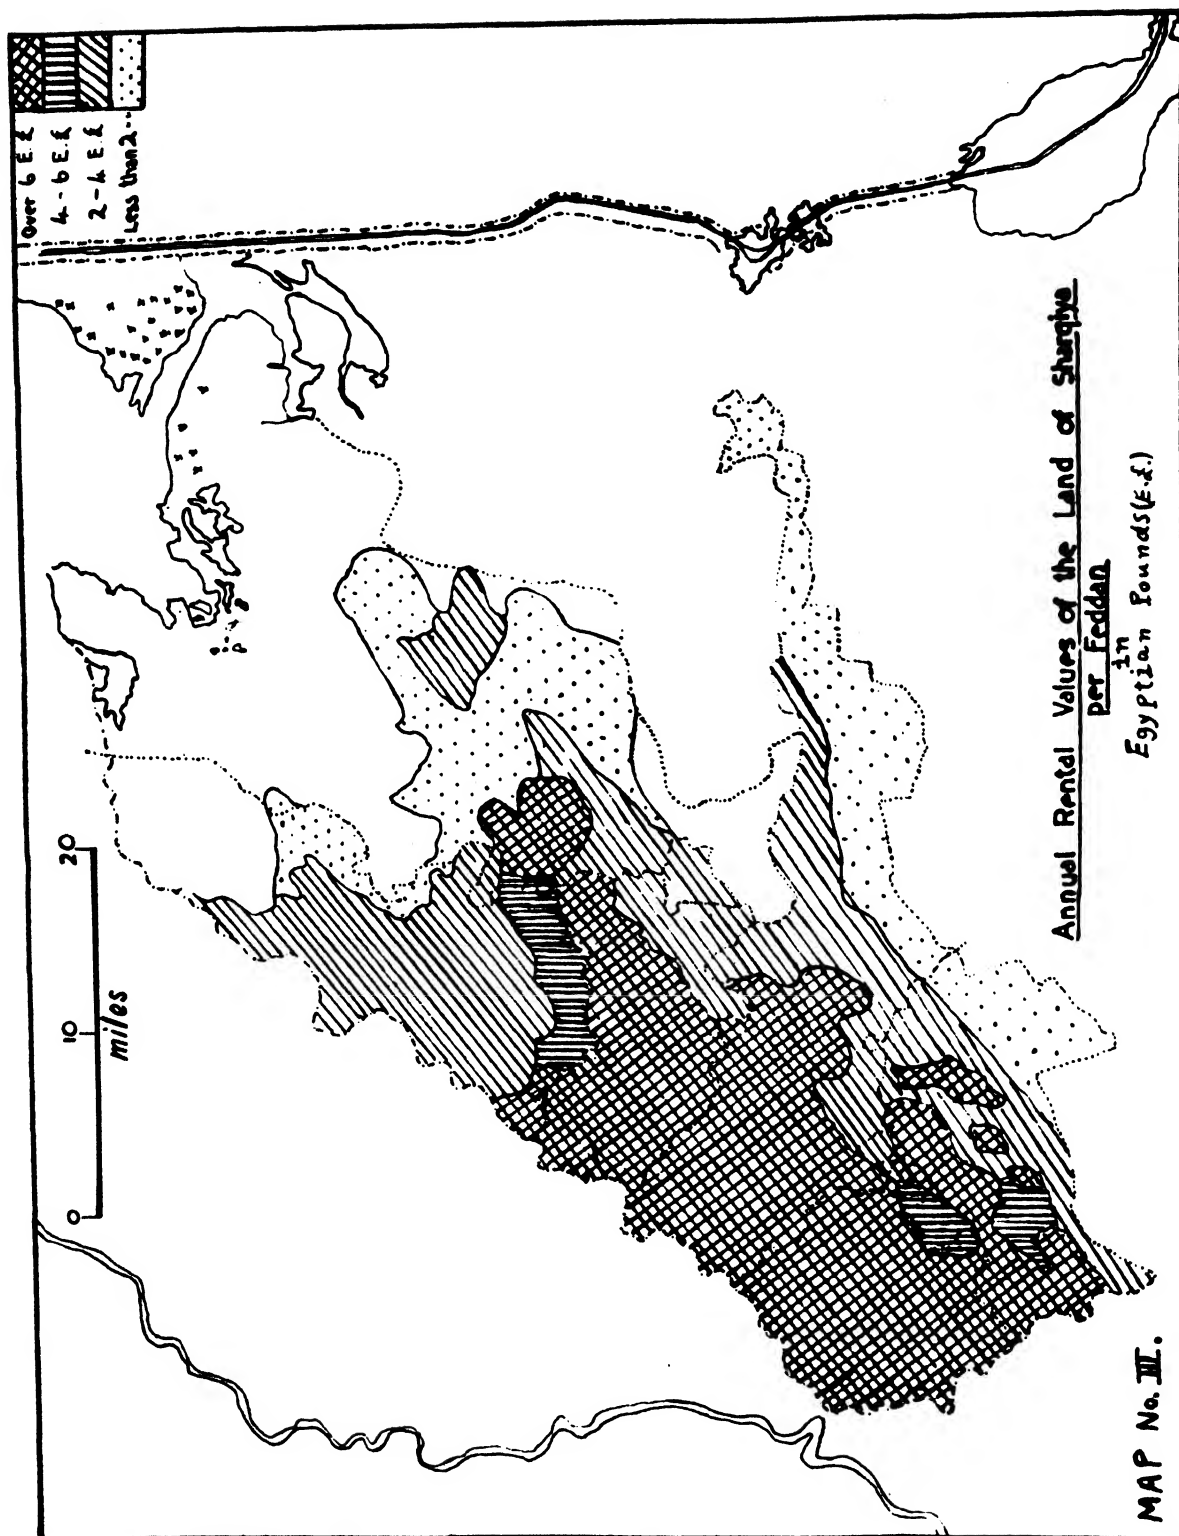 Over 6 E.£
4-6 E.£
2-4 E.£
Less than 2 ..
0 10 20
miles
Annual Rental Values of the Land of Sharqiya
per Feddan
in
Egyptian Pounds (E.£.)
MAP No. III.